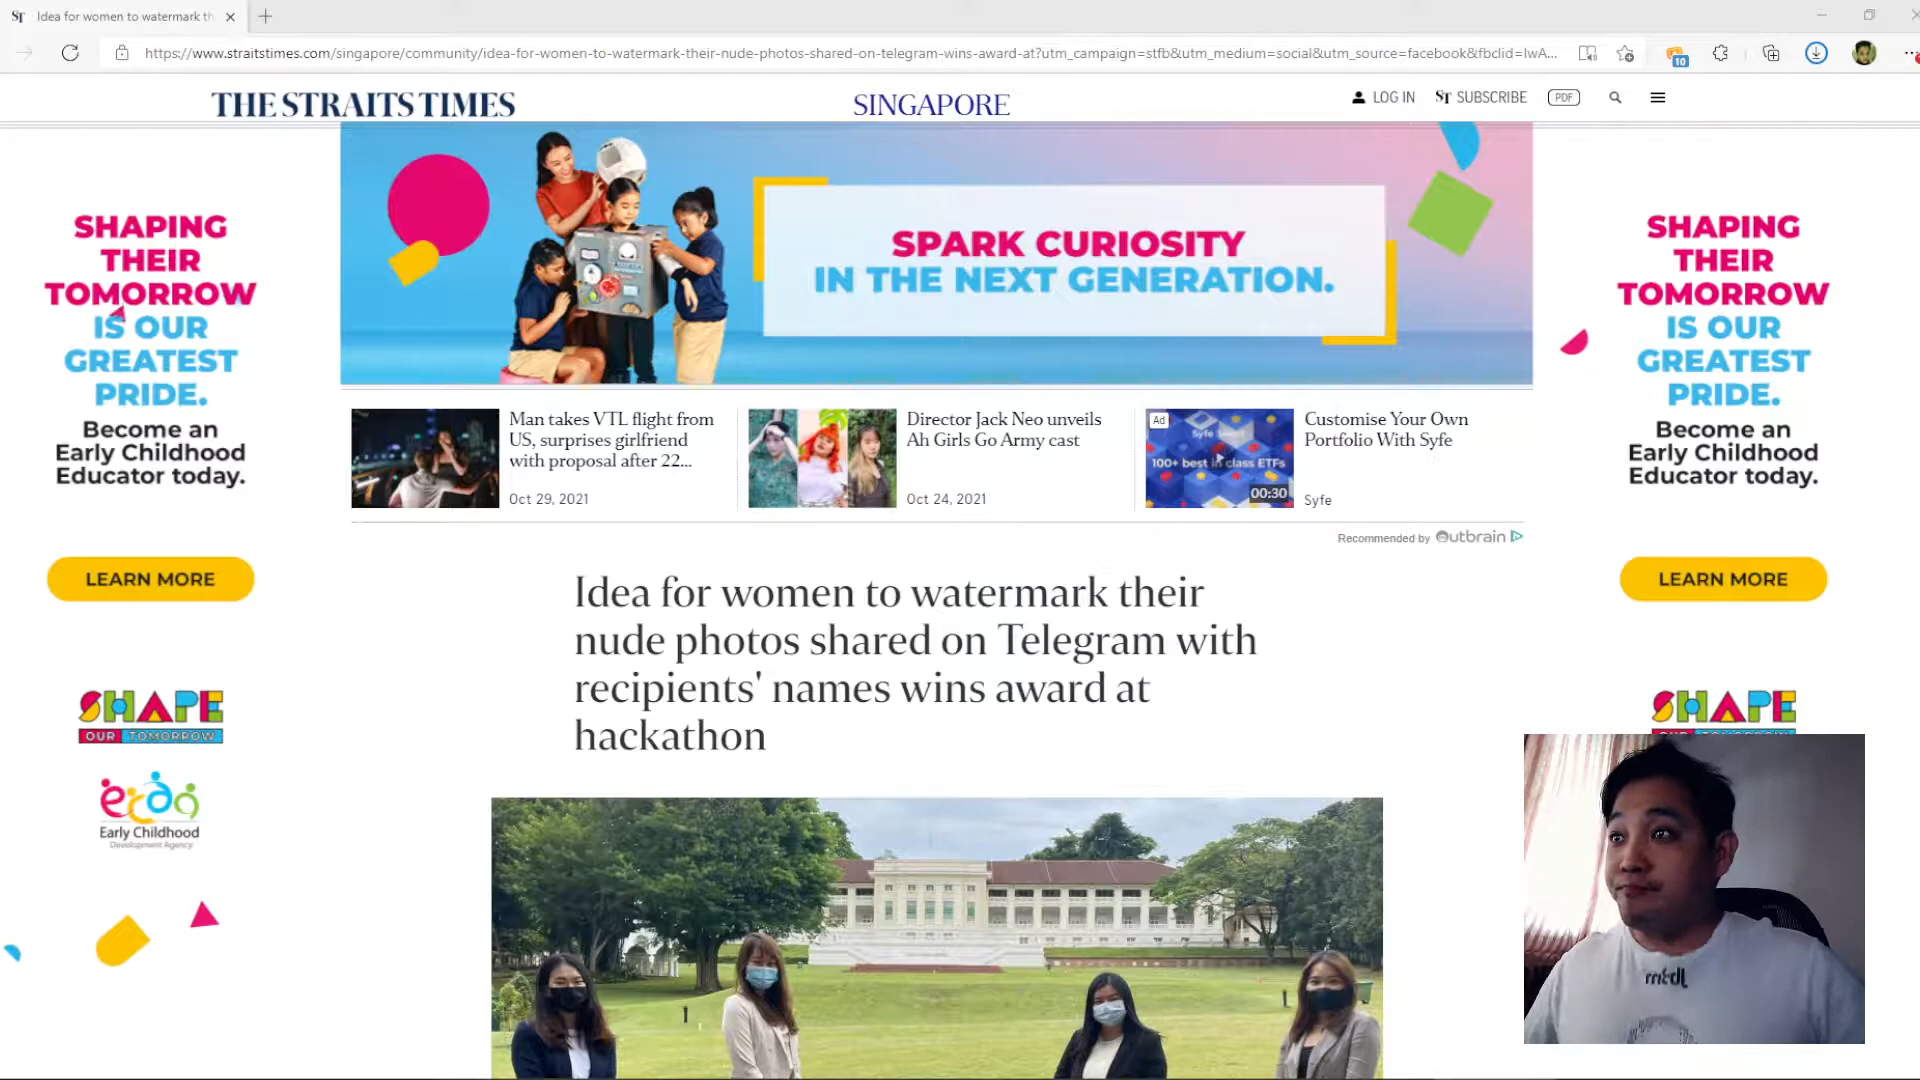 ST Idea for women to watermark th
https://www.straitstimes.com/singapore/community/idea-for-women-to-watermark-their-nude-photos-shared-on-telegram-wins-award-at?utm_campaign=stfb&utm_medium=social&utm_source=facebook&fbclid=IwA...
10
THE STRAITS TIMES
SINGAPORE
LOG IN
ST SUBSCRIBE
PDF
SHAPING
THEIR
TOMORROW
IS OUR
GREATEST
PRIDE.
Become an
Early Childhood
Educator today.
LEARN MORE
SHAPE
OUR TOMORROW
ecda
Early Childhood
Development Agency
SPARK CURIOSITY
IN THE NEXT GENERATION.
Man takes VTL flight from
US, surprises girlfriend
with proposal after 22...
Oct 29, 2021
Director Jack Neo unveils
Ah Girls Go Army cast
Oct 24, 2021
Ad
Syfe Select
100+ best in class ETFs
00:30
Customise Your Own
Portfolio With Syfe
Syfe
Recommended by Outbrain
Idea for women to watermark their
nude photos shared on Telegram with
recipients' names wins award at
hackathon
SHAPING
THEIR
TOMORROW
IS OUR
GREATEST
PRIDE.
Become an
Early Childhood
Educator today.
LEARN MORE
SHAPE